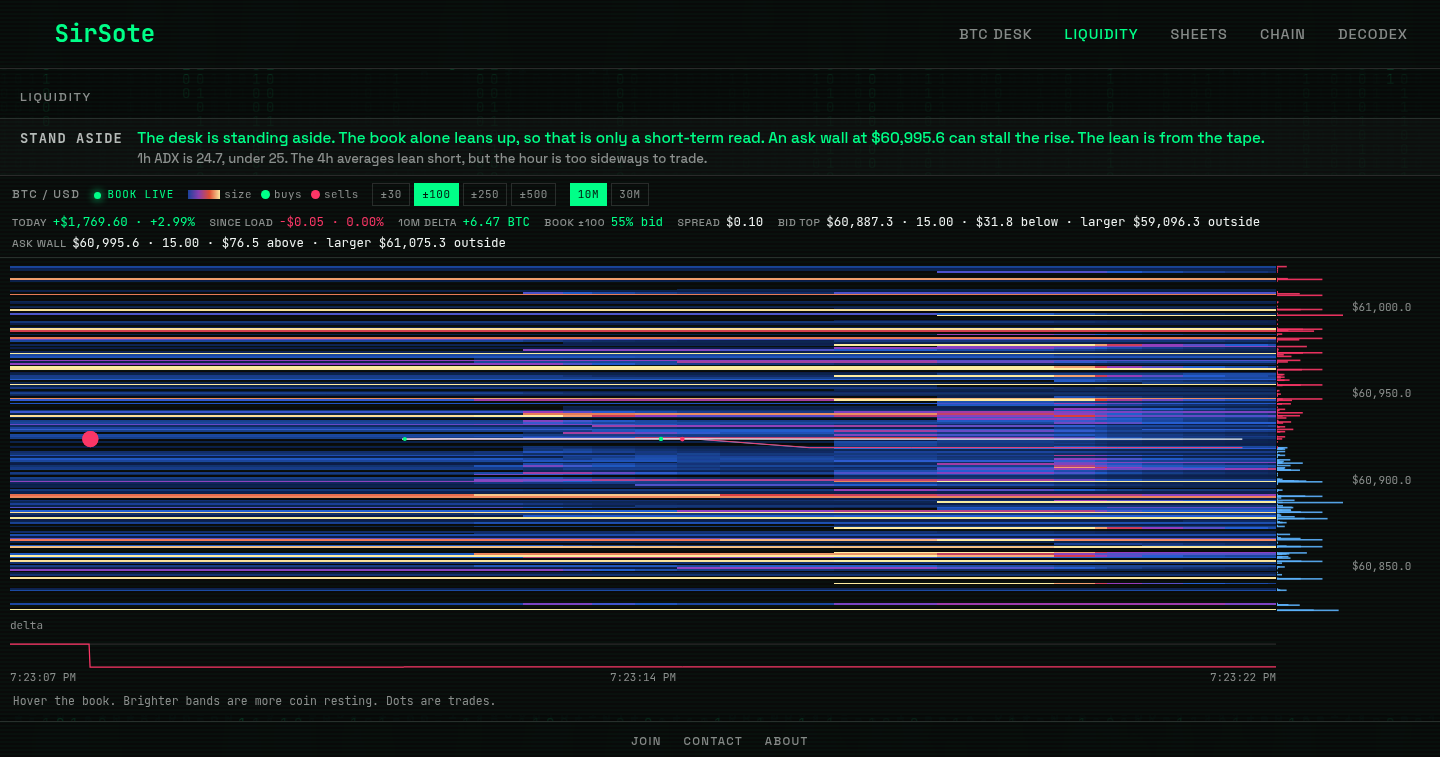 SirSote
BTC DESK LIQUIDITY SHEETS CHAIN DECODEX
LIQUIDITY
STAND ASIDE The desk is standing aside. The book alone leans up, so that is only a short-term read. An ask wall at $60,995.6 can stall the rise. The lean is from the tape.
1h ADX is 24.7, under 25. The 4h averages lean short, but the hour is too sideways to trade.
BTC / USD BOOK LIVE size buys sells ±30 ±100 ±250 ±500 10M 30M
TODAY +$1,769.60 · +2.99% SINCE LOAD -$0.05 · 0.00% 10M DELTA +6.47 BTC BOOK ±100 55% bid SPREAD $0.10 BID TOP $60,887.3 · 15.00 · $31.8 below · larger $59,096.3 outside
ASK WALL $60,995.6 · 15.00 · $76.5 above · larger $61,075.3 outside
$61,000.0
$60,950.0
$60,900.0
$60,850.0
delta
7:23:07 PM 7:23:14 PM 7:23:22 PM
Hover the book. Brighter bands are more coin resting. Dots are trades.
JOIN CONTACT ABOUT